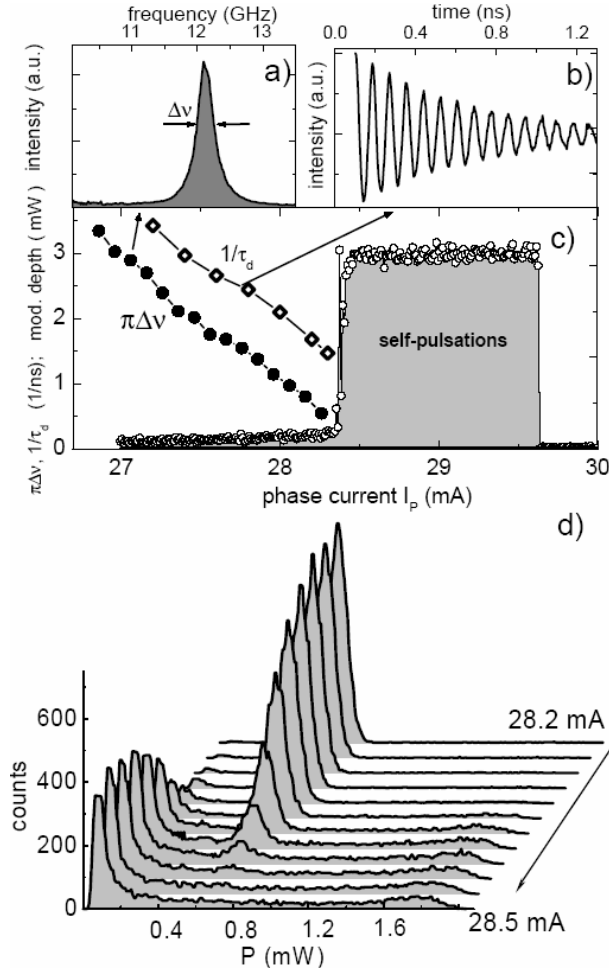 frequency (GHz)
11 12 13
time (ns)
0.0 0.5 1.0
a)
b)
Δν
intensity (a.u.)
intensity (a.u.)
c)
1/τd
πΔν
self-pulsations
πΔν, 1/τd (1/ns); mod. depth (mW)
3
2
1
0
27 28 29 30
phase current IP (mA)
d)
28.2 mA
600
400
200
0
counts
0.4 0.8 1.2 1.6
28.5 mA
P (mW)